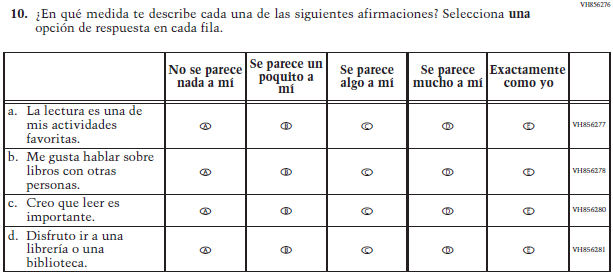 VH856276
10. ¿En qué medida te describe cada una de las siguientes afirmaciones? Selecciona una
opción de respuesta en cada fila.
No se parece
nada a mí
Se parece un
poquito a
mí
Se parece
algo a mí
Se parece
mucho a mí
Exactamente
como yo
a. La lectura es una de
mis actividades
favoritas.
A B C D E VH856277
b. Me gusta hablar sobre
libros con otras
personas.
A B C D E VH856278
c. Creo que leer es
importante.
A B C D E VH856280
d. Disfruto ir a una
librería o una
biblioteca.
A B C D E VH856281